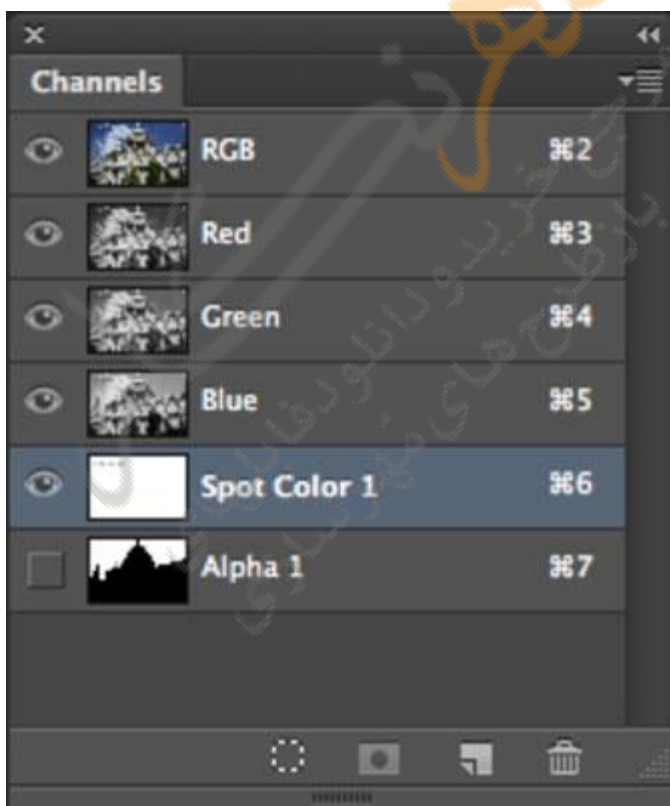 Channels
RGB ⌘2
Red ⌘3
Green ⌘4
Blue ⌘5
Spot Color 1 ⌘6
Alpha 1 ⌘7